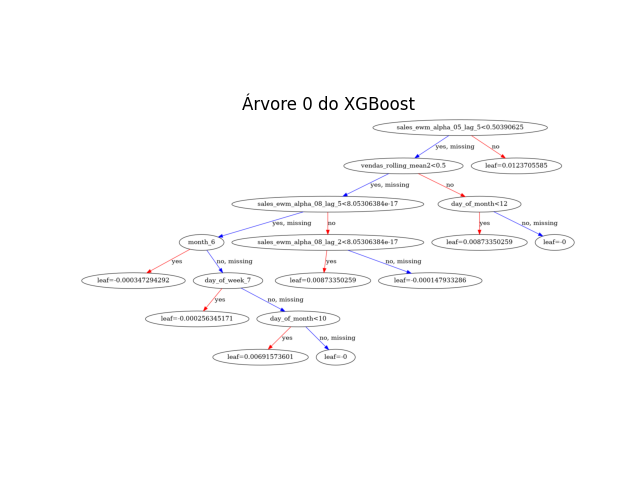 Árvore 0 do XGBoost
sales_ewm_alpha_05_lag_5<0.50390625
yes, missing
no
vendas_rolling_mean2<0.5
leaf=0.0123705585
yes, missing
no
sales_ewm_alpha_08_lag_5<8.05306384e-17
day_of_month<12
yes, missing
no
yes
no, missing
month_6
sales_ewm_alpha_08_lag_2<8.05306384e-17
leaf=0.00873350259
leaf=-0
yes
no, missing
yes
no, missing
leaf=-0.000347294292
day_of_week_7
leaf=0.00873350259
leaf=-0.000147933286
yes
no, missing
leaf=-0.000256345171
day_of_month<10
yes
no, missing
leaf=0.00691573601
leaf=-0